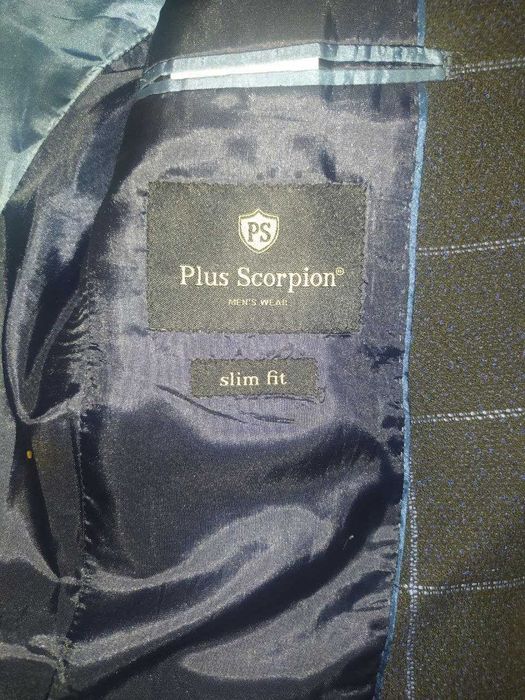 PS
Plus Scorpion®
MEN'S WEAR
slim fit